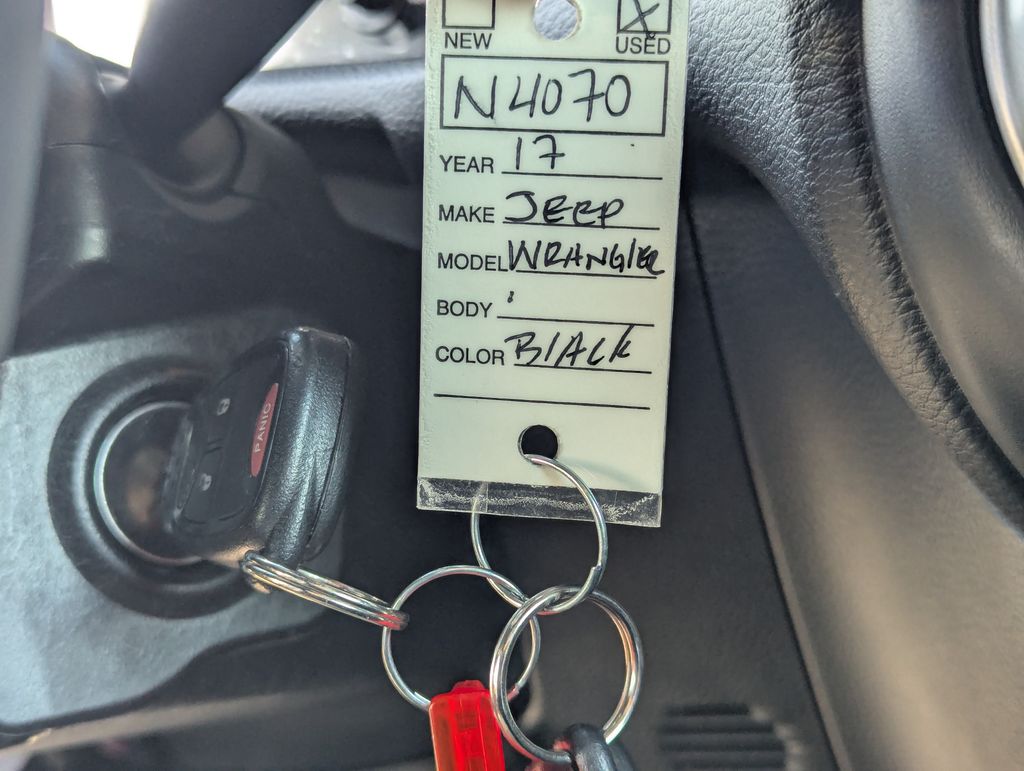 NEW USED
N4070
YEAR 17
MAKE JEEP
MODEL WRANGlER
BODY
COLOR BlACK
PANIC